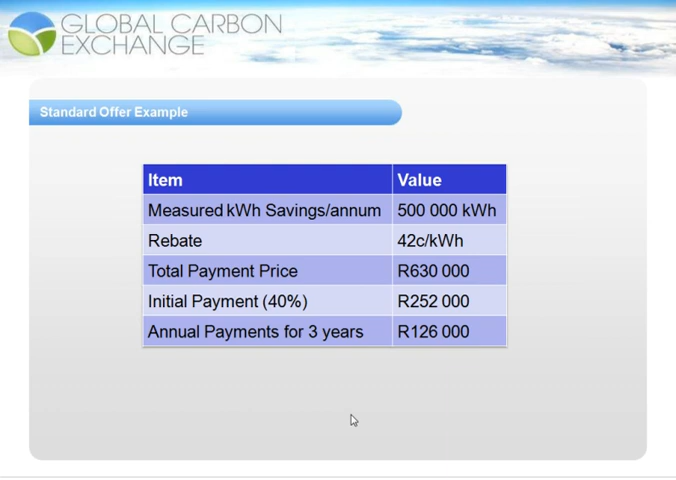 GLOBAL CARBON
EXCHANGE
Standard Offer Example
Item Value
Measured kWh Savings/annum 500 000 kWh
Rebate 42c/kWh
Total Payment Price R630 000
Initial Payment (40%) R252 000
Annual Payments for 3 years R126 000